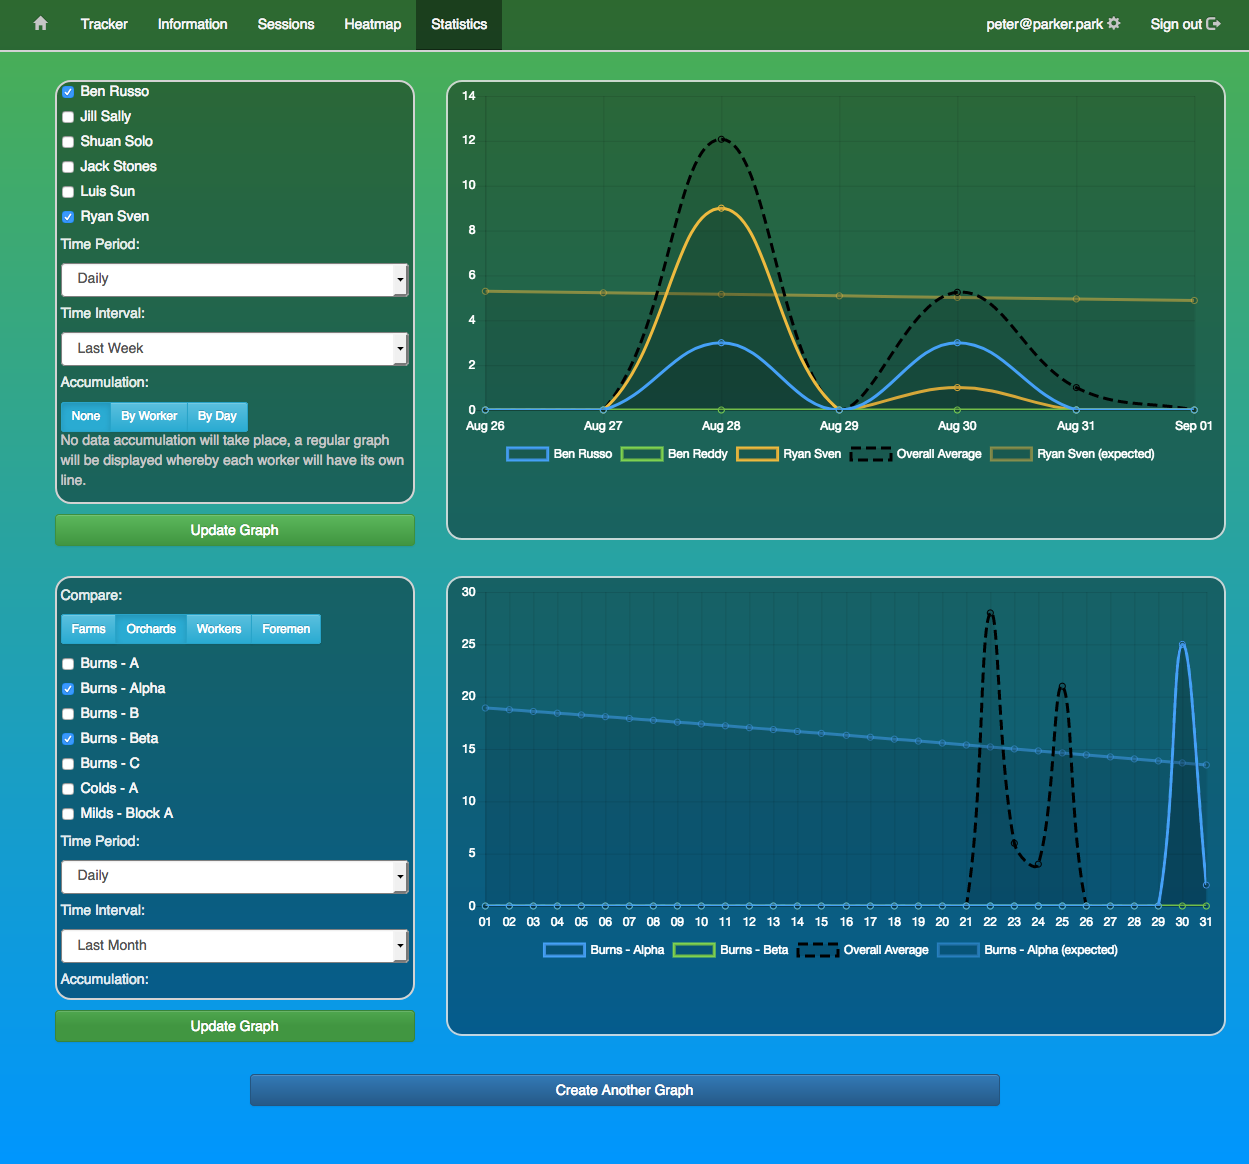 Tracker Information Sessions Heatmap Statistics peter@parker.park Sign out
Ben Russo
Jill Sally
Shuan Solo
Jack Stones
Luis Sun
Ryan Sven
Time Period:
Daily
Time Interval:
Last Week
Accumulation:
None By Worker By Day
No data accumulation will take place, a regular graph
will be displayed whereby each worker will have its own
line.
Update Graph
14
12
10
8
6
4
2
0
Aug 26 Aug 27 Aug 28 Aug 29 Aug 30 Aug 31 Sep 01
Ben Russo Ben Reddy Ryan Sven Overall Average Ryan Sven (expected)
Compare:
Farms Orchards Workers Foremen
Burns - A
Burns - Alpha
Burns - B
Burns - Beta
Burns - C
Colds - A
Milds - Block A
Time Period:
Daily
Time Interval:
Last Month
Accumulation:
Update Graph
30
25
20
15
10
5
0
01 02 03 04 05 06 07 08 09 10 11 12 13 14 15 16 17 18 19 20 21 22 23 24 25 26 27 28 29 30 31
Burns - Alpha Burns - Beta Overall Average Burns - Alpha (expected)
Create Another Graph